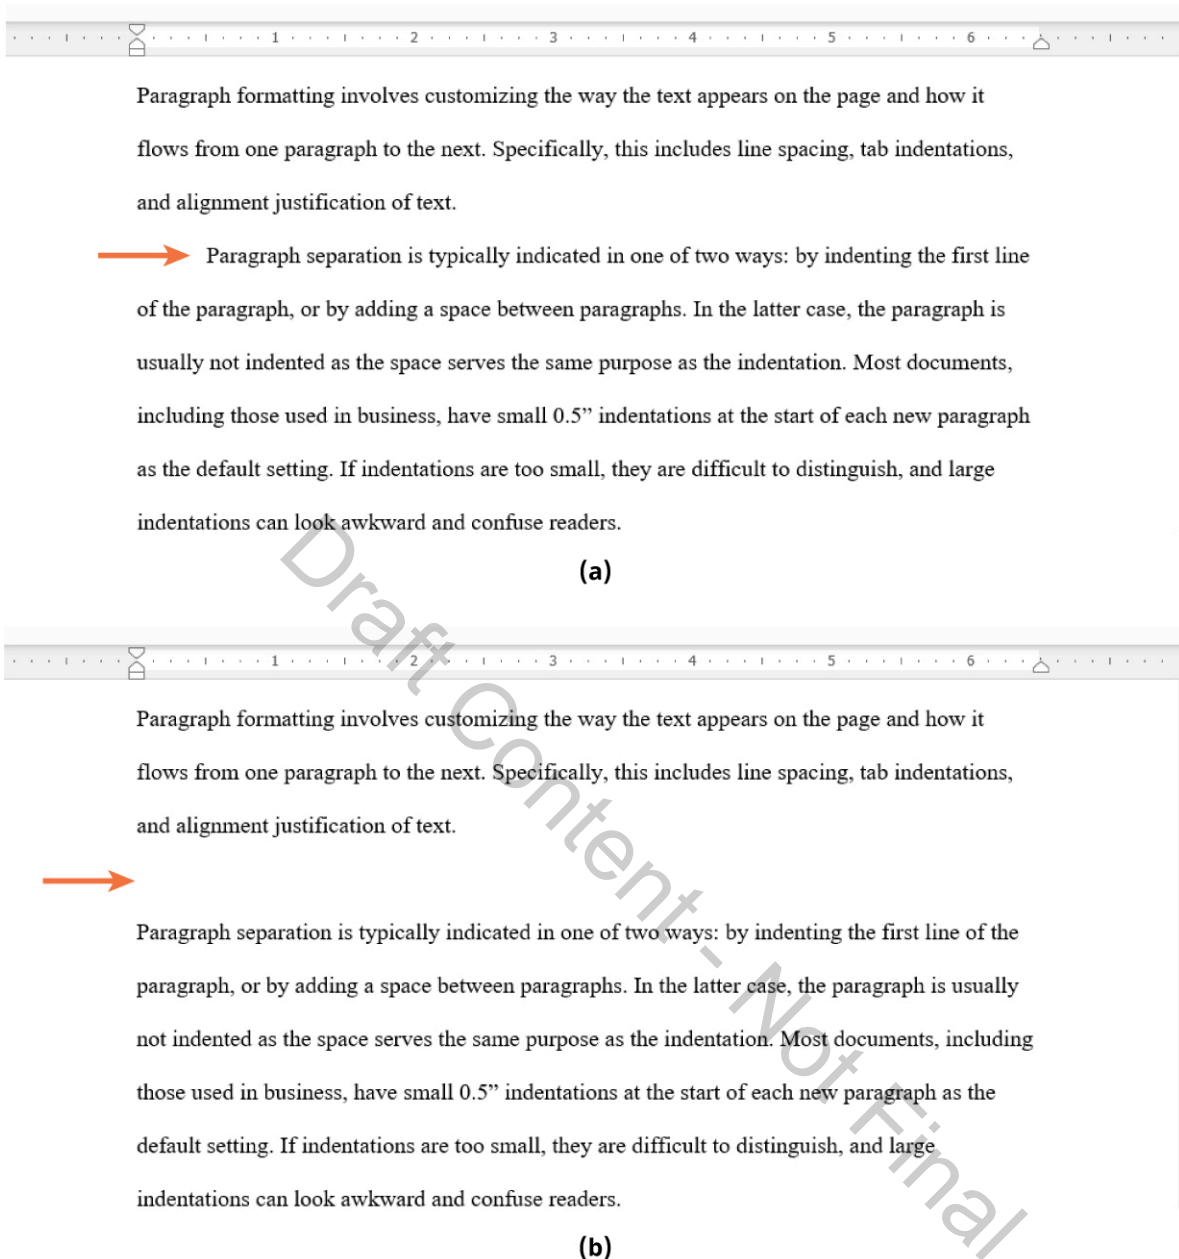 1 2 3 4 5 6
Paragraph formatting involves customizing the way the text appears on the page and how it
flows from one paragraph to the next. Specifically, this includes line spacing, tab indentations,
and alignment justification of text.
Paragraph separation is typically indicated in one of two ways: by indenting the first line
of the paragraph, or by adding a space between paragraphs. In the latter case, the paragraph is
usually not indented as the space serves the same purpose as the indentation. Most documents,
including those used in business, have small 0.5” indentations at the start of each new paragraph
as the default setting. If indentations are too small, they are difficult to distinguish, and large
indentations can look awkward and confuse readers.
(a)
1 2 3 4 5 6
Paragraph formatting involves customizing the way the text appears on the page and how it
flows from one paragraph to the next. Specifically, this includes line spacing, tab indentations,
and alignment justification of text.
Paragraph separation is typically indicated in one of two ways: by indenting the first line of the
paragraph, or by adding a space between paragraphs. In the latter case, the paragraph is usually
not indented as the space serves the same purpose as the indentation. Most documents, including
those used in business, have small 0.5” indentations at the start of each new paragraph as the
default setting. If indentations are too small, they are difficult to distinguish, and large
indentations can look awkward and confuse readers.
(b)
Draft Content - Not Final